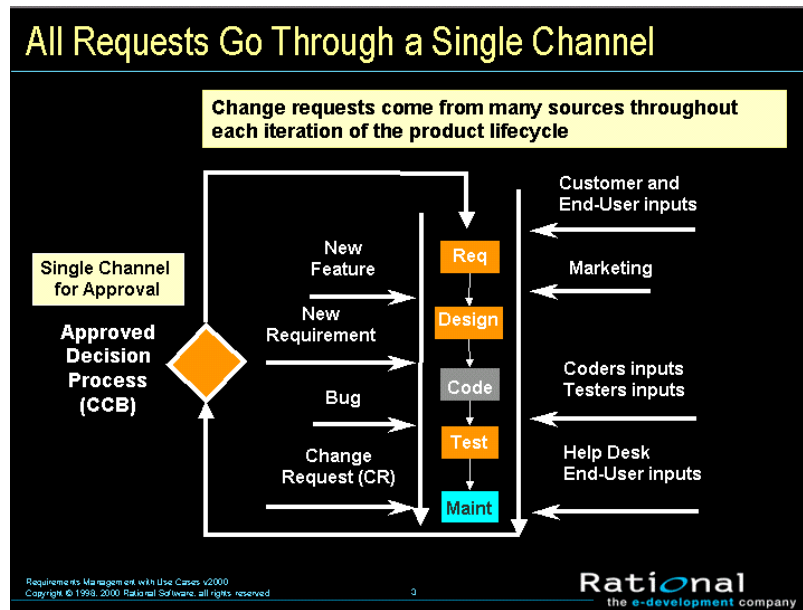 All Requests Go Through a Single Channel
Change requests come from many sources throughout
each iteration of the product lifecycle
Single Channel
for Approval
Approved
Decision
Process
(CCB)
New
Feature
New
Requirement
Bug
Change
Request (CR)
Req
Design
Code
Test
Maint
Customer and
End-User inputs
Marketing
Coders inputs
Testers inputs
Help Desk
End-User inputs
Requirements Management with Use Cases v2000
Copyright © 1998, 2000 Rational Software, all rights reserved
3
Rational
the e-development company